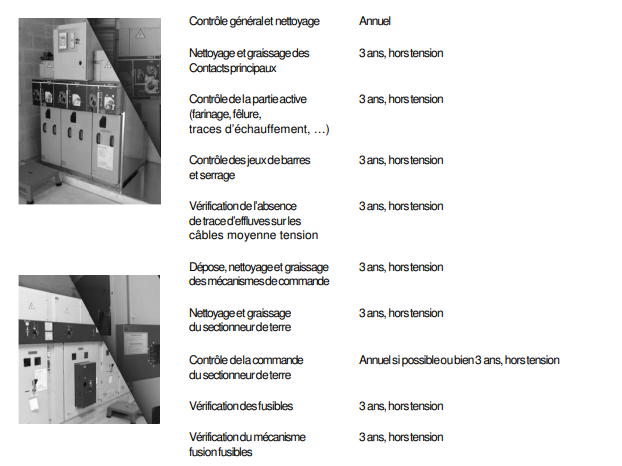 Contrôle général et nettoyage Annuel
Nettoyage et graissage des 3 ans, hors tension
Contacts principaux
Contrôle de la partie active 3 ans, hors tension
(farinage, fêlure,
traces d'échauffement, ...)
Contrôle des jeux de barres 3 ans, hors tension
et serrage
Vérification de l'absence 3 ans, hors tension
de trace d'effluves sur les
câbles moyenne tension
Dépose, nettoyage et graissage 3 ans, hors tension
des mécanismes de commande
Nettoyage et graissage 3 ans, hors tension
du sectionneur de terre
Contrôle de la commande Annuel si possible ou bien 3 ans, hors tension
du sectionneur de terre
Vérification des fusibles 3 ans, hors tension
Vérification du mécanisme 3 ans, hors tension
fusion fusibles